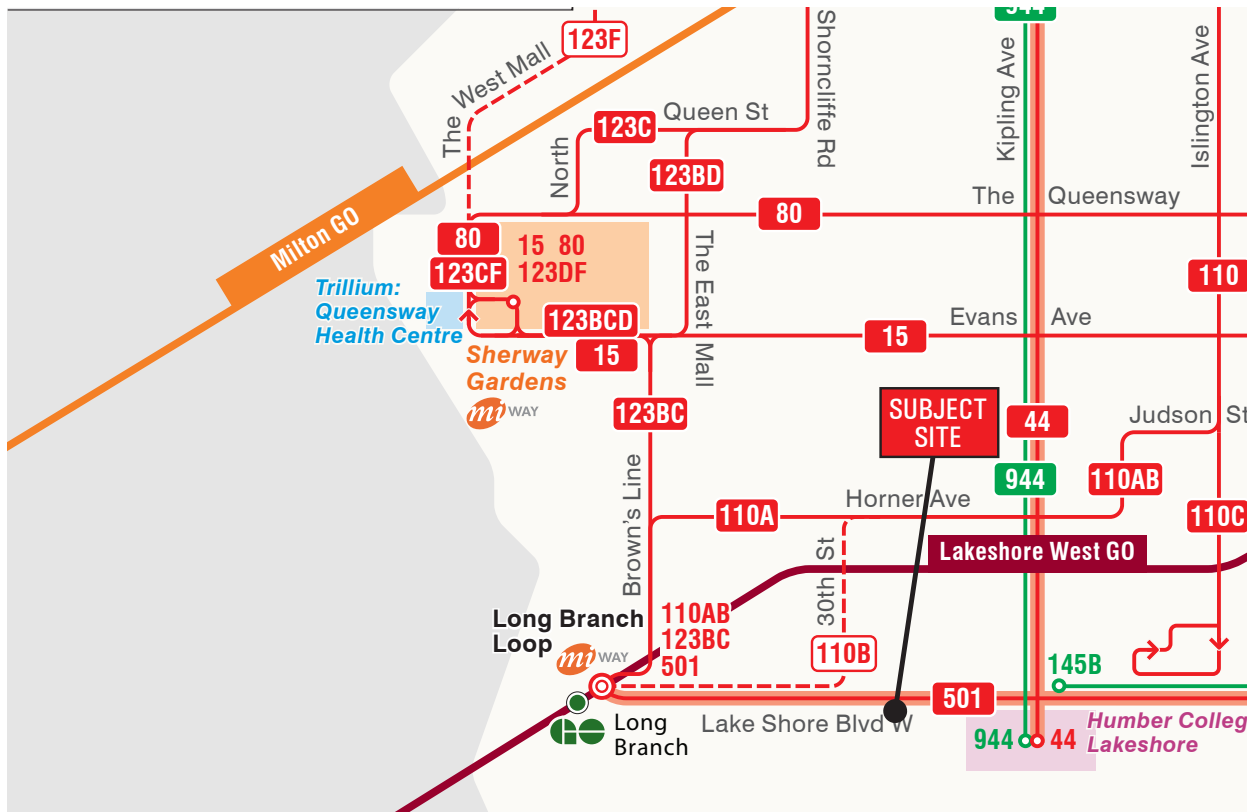 944
123F
The West Mall
Shorncliffe Rd
Kipling Ave
Islington Ave
Queen St
123C
North
123BD
The Queensway
80
Milton GO
80
15 80
123CF
123DF
The East Mall
110
Trillium:
Queensway
Health Centre
123BCD
Evans Ave
15
15
Sherway
Gardens
mi WAY
123BC
SUBJECT
SITE
44
Judson St
944
110AB
Brown's Line
Horner Ave
110A
110C
30th St
Lakeshore West GO
Long Branch
Loop
mi WAY
110AB
123BC
501
110B
145B
501
GO
Long
Branch
Lake Shore Blvd W
944
44
Humber Colleg
Lakeshore